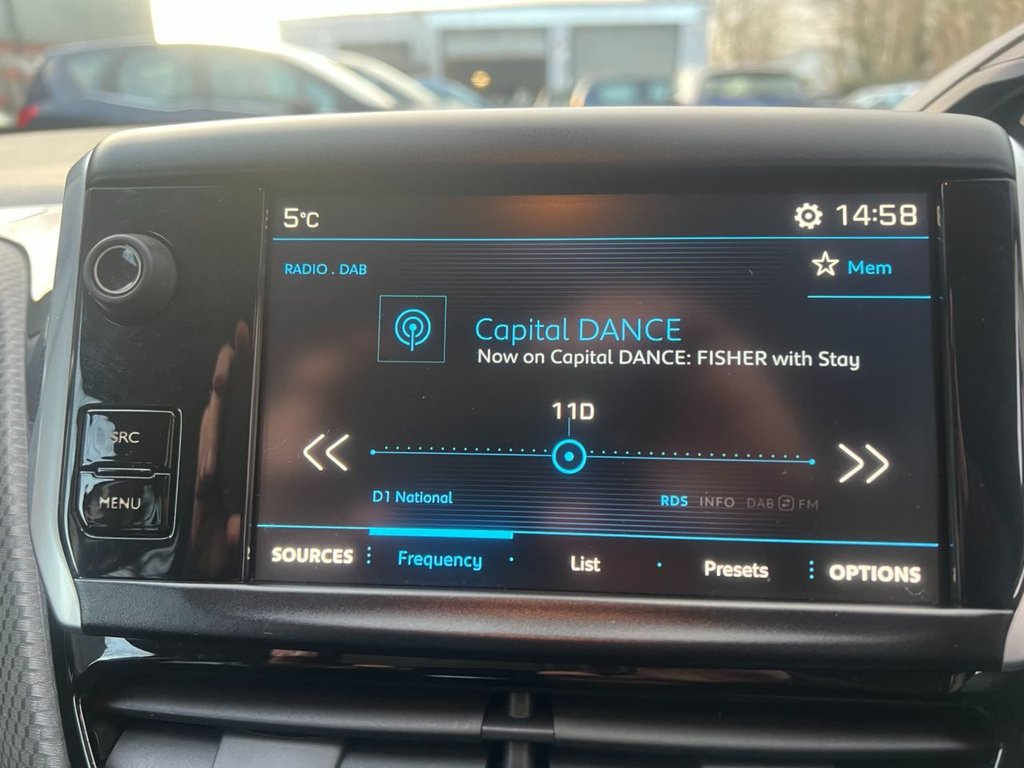 5°C 14:58
RADIO . DAB Mem
Capital DANCE
Now on Capital DANCE: FISHER with Stay
11D
SRC
MENU
D1 National RDS INFO DAB FM
SOURCES Frequency List Presets OPTIONS